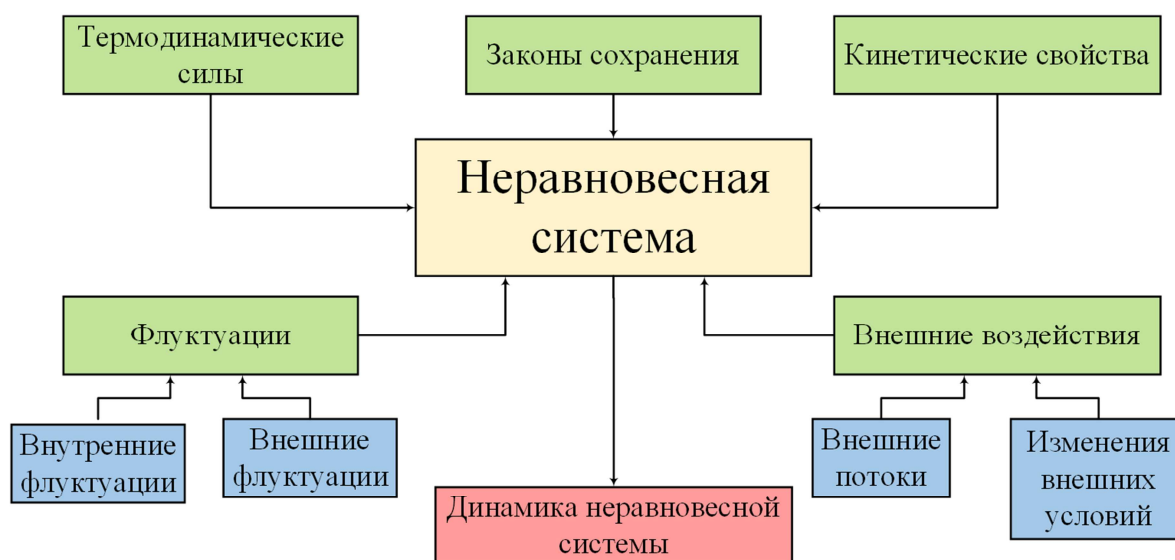 Термодинамические
силы
Законы сохранения
Кинетические свойства
Неравновесная
система
Флуктуации
Внешние воздействия
Внутренние
флуктуации
Внешние
флуктуации
Внешние
потоки
Изменения
внешних
условий
Динамика неравновесной
системы